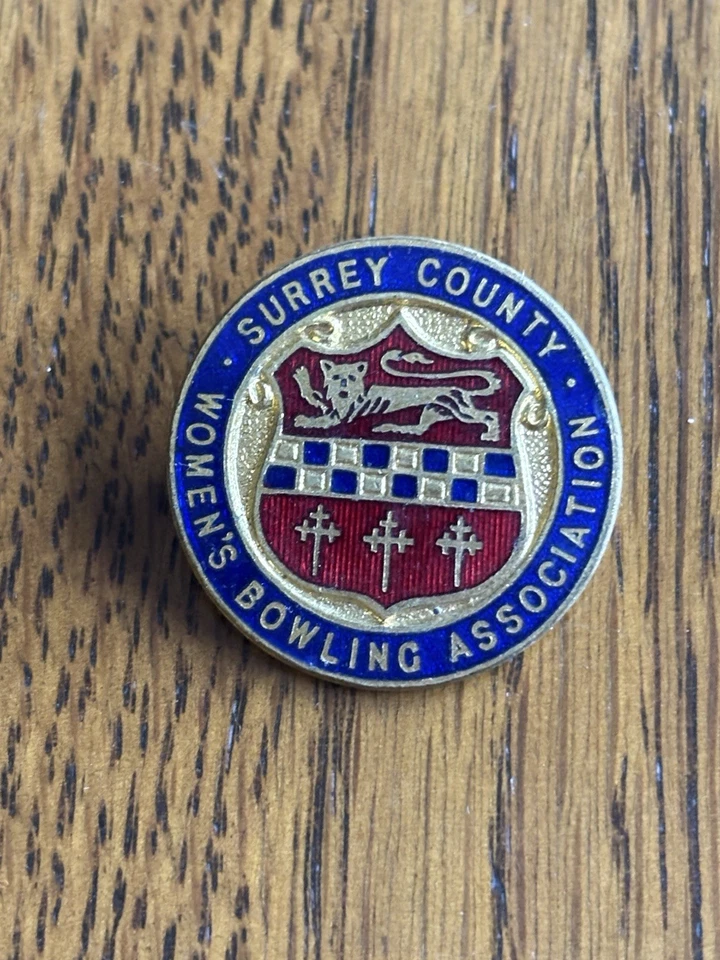 · SURREY COUNTY ·
WOMEN'S BOWLING ASSOCIATION